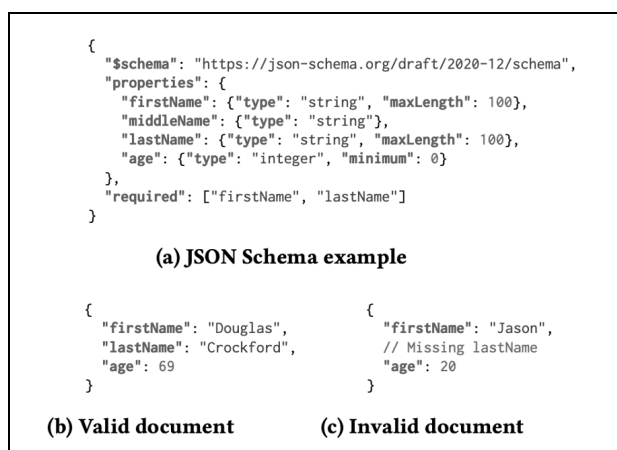 {
  "$schema": "https://json-schema.org/draft/2020-12/schema",
  "properties": {
    "firstName": {"type": "string", "maxLength": 100},
    "middleName": {"type": "string"},
    "lastName": {"type": "string", "maxLength": 100},
    "age": {"type": "integer", "minimum": 0}
  },
  "required": ["firstName", "lastName"]
}
(a) JSON Schema example
{
  "firstName": "Douglas",
  "lastName": "Crockford",
  "age": 69
}
(b) Valid document
{
  "firstName": "Jason",
  // Missing lastName
  "age": 20
}
(c) Invalid document